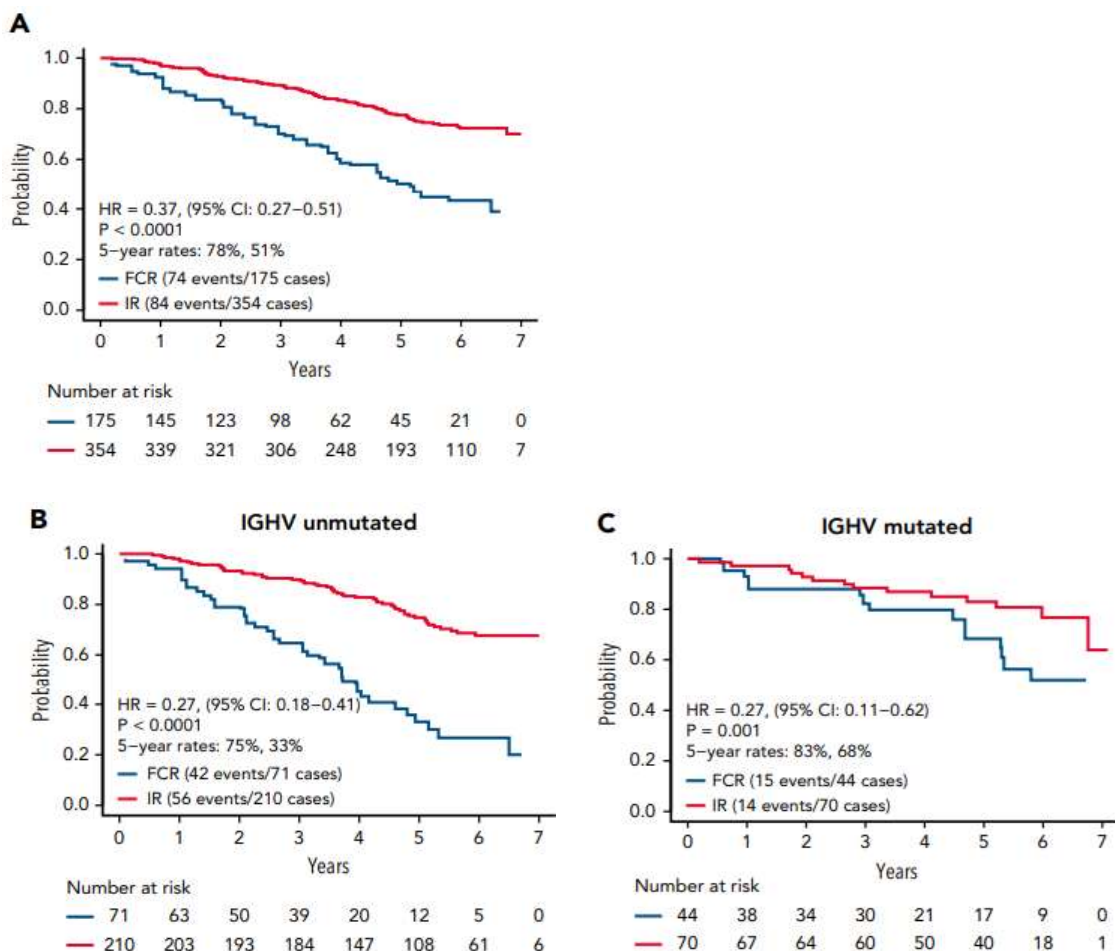 A
Probability
1.0
0.8
0.6
0.4
0.2
0.0
HR = 0.37, (95% CI: 0.27–0.51)
P < 0.0001
5–year rates: 78%, 51%
FCR (74 events/175 cases)
IR (84 events/354 cases)
0 1 2 3 4 5 6 7
Years
Number at risk
175 145 123 98 62 45 21 0
354 339 321 306 248 193 110 7
B
IGHV unmutated
Probability
1.0
0.8
0.6
0.4
0.2
0.0
HR = 0.27, (95% CI: 0.18–0.41)
P < 0.0001
5–year rates: 75%, 33%
FCR (42 events/71 cases)
IR (56 events/210 cases)
0 1 2 3 4 5 6 7
Years
Number at risk
71 63 50 39 20 12 5 0
210 203 193 184 147 108 61 6
C
IGHV mutated
Probability
1.0
0.8
0.6
0.4
0.2
0.0
HR = 0.27, (95% CI: 0.11–0.62)
P = 0.001
5–year rates: 83%, 68%
FCR (15 events/44 cases)
IR (14 events/70 cases)
0 1 2 3 4 5 6 7
Years
Number at risk
44 38 34 30 21 17 9 0
70 67 64 60 50 40 18 1